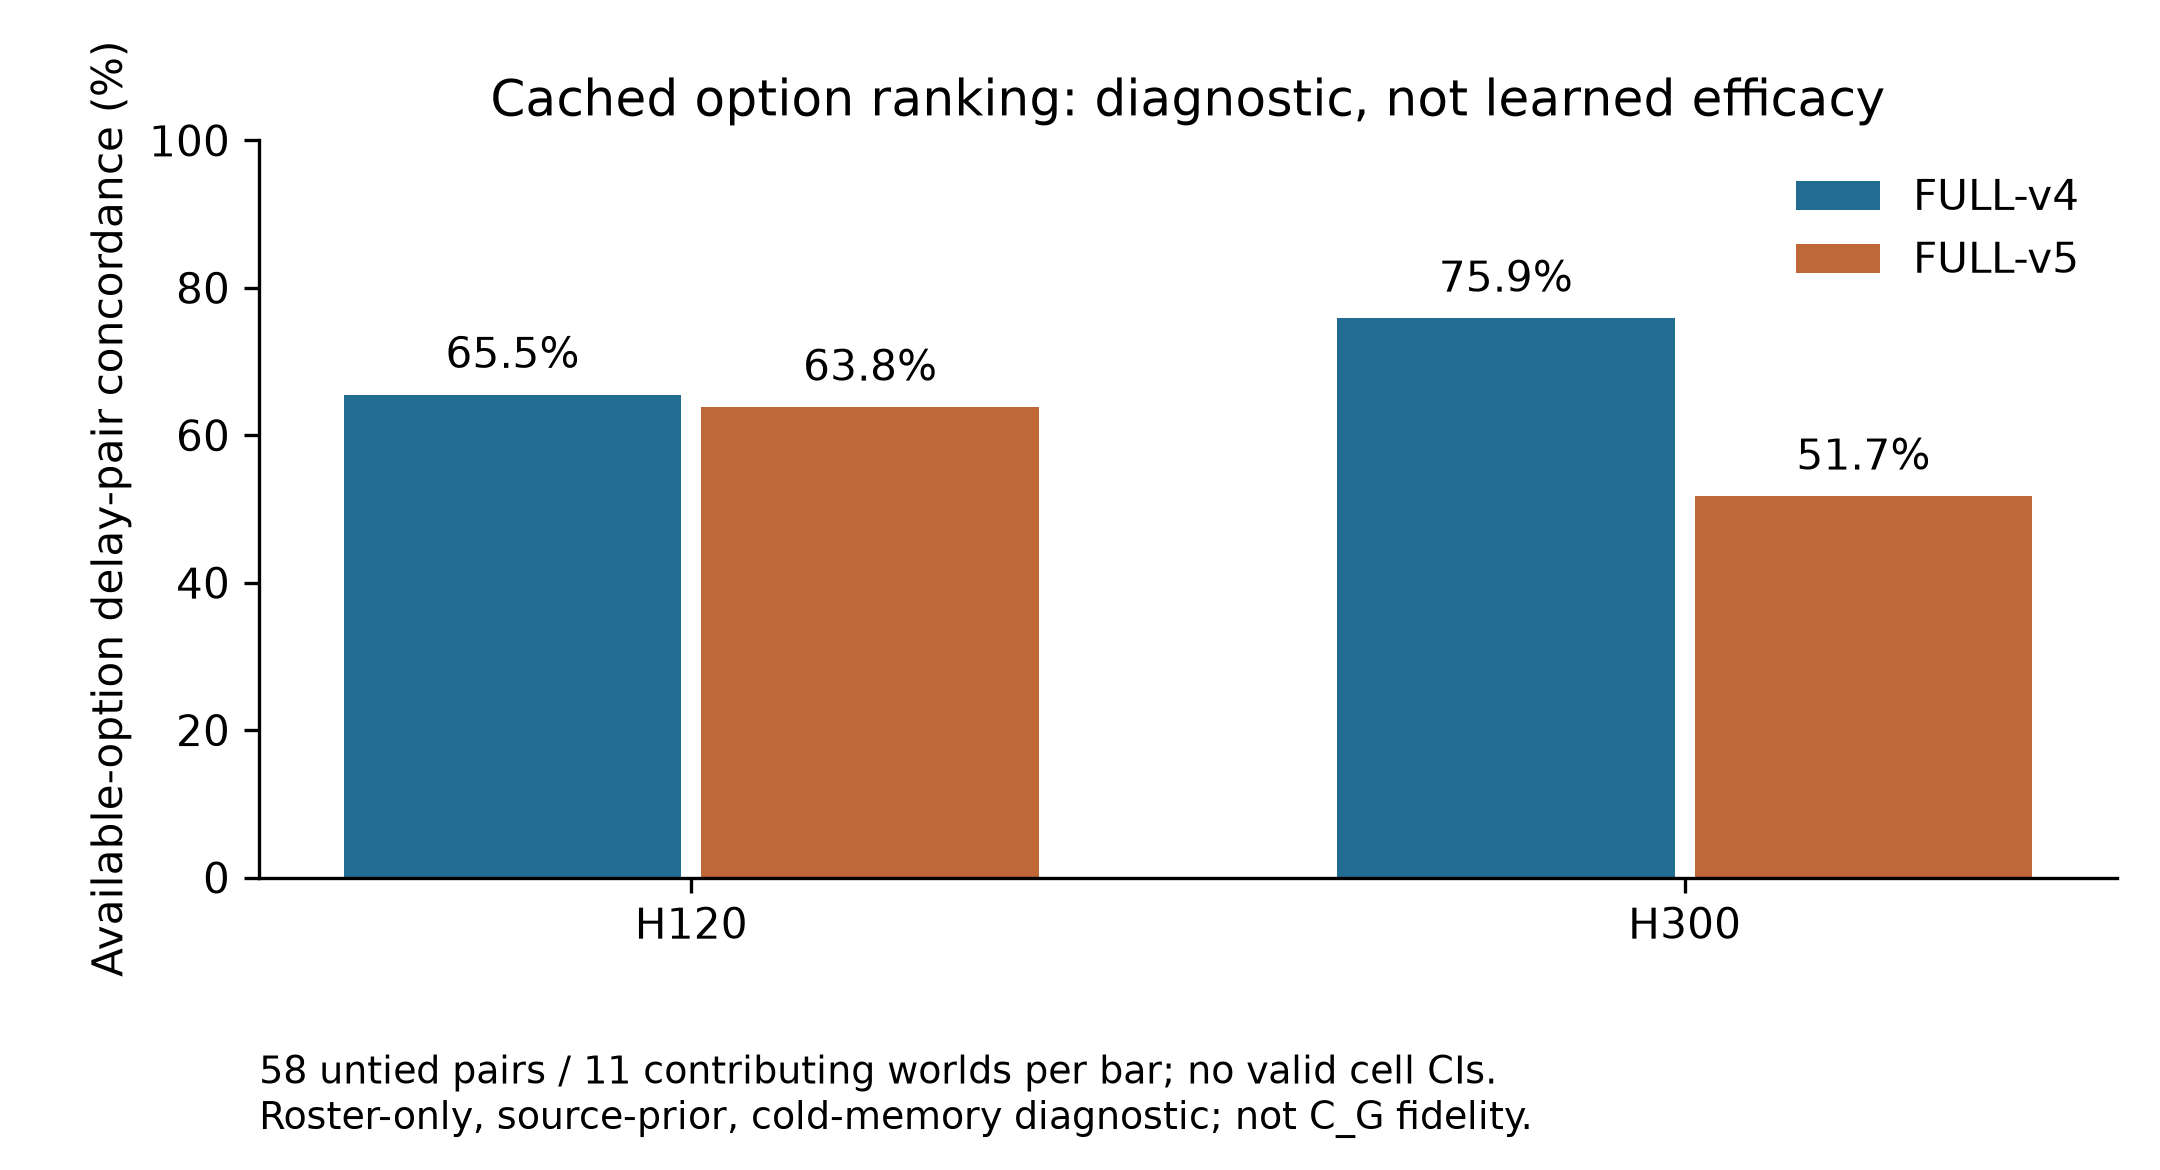 Cached option ranking: diagnostic, not learned efficacy
Available-option delay-pair concordance (%)
100
80
60
40
20
0
FULL-v4
FULL-v5
65.5%
63.8%
75.9%
51.7%
H120
H300
58 untied pairs / 11 contributing worlds per bar; no valid cell CIs.
Roster-only, source-prior, cold-memory diagnostic; not C_G fidelity.